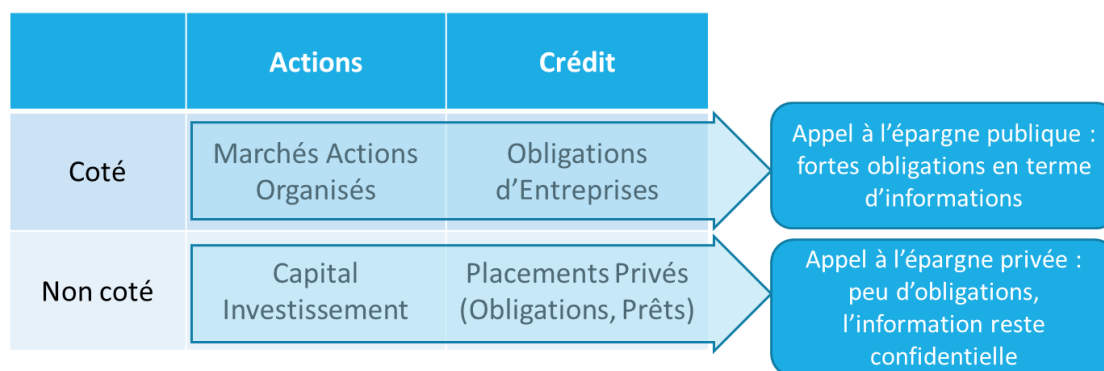 Actions
Crédit
Coté
Marchés Actions
Organisés
Obligations
d’Entreprises
Appel à l’épargne publique :
fortes obligations en terme
d’informations
Non coté
Capital
Investissement
Placements Privés
(Obligations, Prêts)
Appel à l’épargne privée :
peu d’obligations,
l’information reste
confidentielle